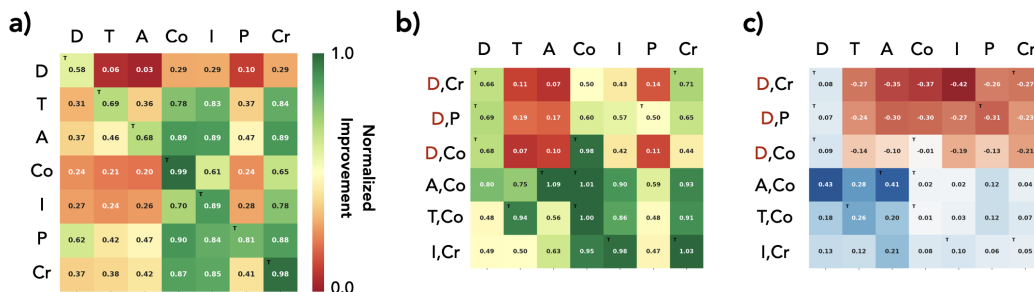 a)
D T A Co I P Cr
D T 0.58 0.06 0.03 0.29 0.29 0.10 0.29
T 0.31 T 0.69 0.36 0.78 0.83 0.37 0.84
A 0.37 0.46 T 0.68 0.89 0.89 0.47 0.89
Co 0.24 0.21 0.20 T 0.99 0.61 0.24 0.65
I 0.27 0.24 0.26 0.70 T 0.89 0.28 0.78
P 0.62 0.42 0.47 0.90 0.84 T 0.81 0.88
Cr 0.37 0.38 0.42 0.87 0.85 0.41 T 0.98
1.0
Normalized
Improvement
0.0
b)
D T A Co I P Cr
D,Cr T 0.66 0.11 0.07 0.50 0.43 0.14 T 0.71
D,P T 0.69 0.19 0.17 0.60 0.57 T 0.50 0.65
D,Co T 0.68 0.07 0.10 T 0.98 0.42 0.11 0.44
A,Co 0.80 0.75 T 1.09 T 1.01 0.90 0.59 0.93
T,Co 0.48 T 0.94 0.56 T 1.00 0.86 0.48 0.91
I,Cr 0.49 0.50 0.63 0.95 T 0.98 0.47 T 1.03
c)
D T A Co I P Cr
D,Cr T 0.08 -0.27 -0.35 -0.37 -0.42 -0.26 T -0.27
D,P T 0.07 -0.24 -0.30 -0.30 -0.27 T -0.31 -0.23
D,Co T 0.09 -0.14 -0.10 T -0.01 -0.19 -0.13 -0.21
A,Co 0.43 0.28 T 0.41 T 0.02 0.02 0.12 0.04
T,Co 0.18 T 0.26 0.20 T 0.01 0.03 0.12 0.07
I,Cr 0.13 0.12 0.21 0.08 T 0.10 0.06 T 0.05